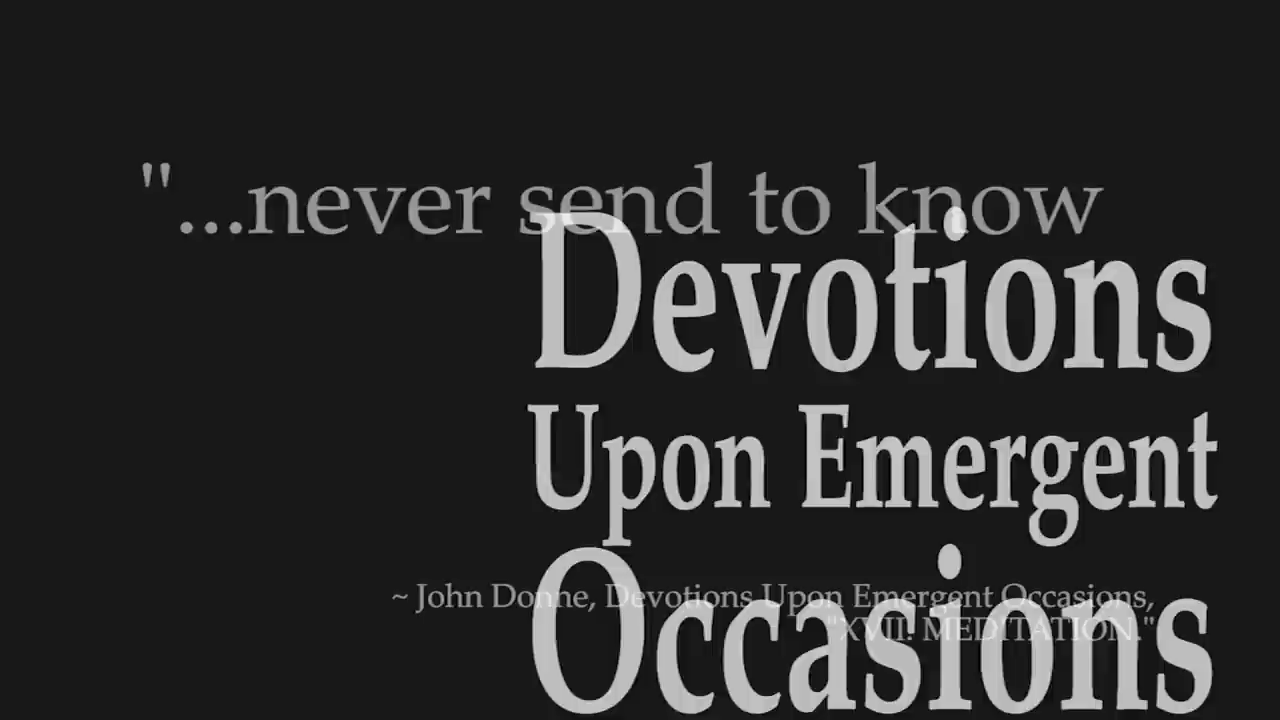 "...never send to know
Devotions
Upon Emergent
Occasions
~ John Donne, Devotions Upon Emergent Occasions,
"XVII. MEDITATION."